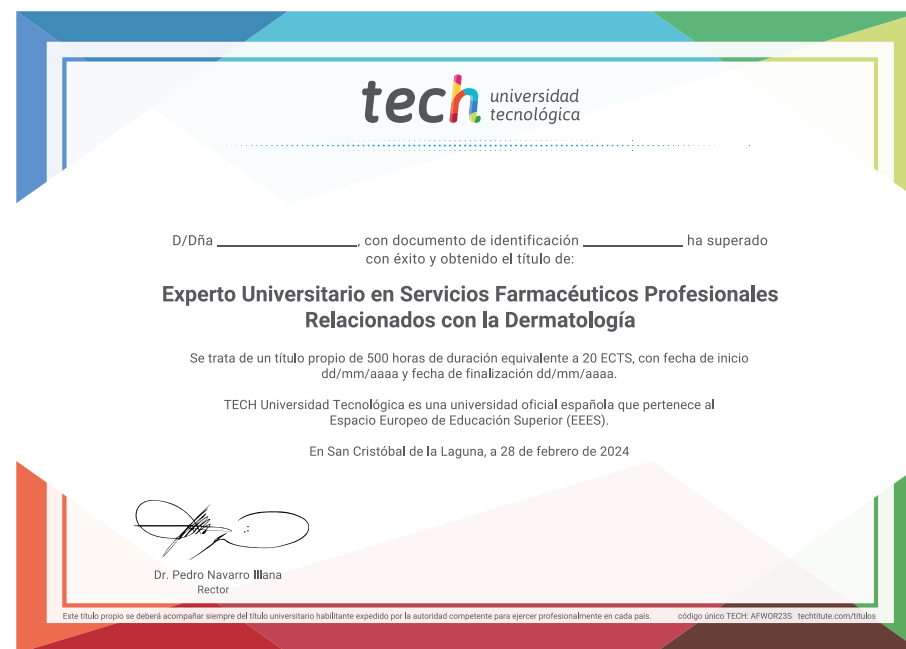 tech universidad
tecnológica
D/Dña ____________________, con documento de identificación ______________ ha superado
con éxito y obtenido el título de:
Experto Universitario en Servicios Farmacéuticos Profesionales
Relacionados con la Dermatología
Se trata de un título propio de 500 horas de duración equivalente a 20 ECTS, con fecha de inicio
dd/mm/aaaa y fecha de finalización dd/mm/aaaa.
TECH Universidad Tecnológica es una universidad oficial española que pertenece al
Espacio Europeo de Educación Superior (EEES).
En San Cristóbal de la Laguna, a 28 de febrero de 2024
Dr. Pedro Navarro Illana
Rector
Este título propio se deberá acompañar siempre del título universitario habilitante expedido por la autoridad competente para ejercer profesionalmente en cada país. código único TECH: AFWOR23S techtitute.com/titulos